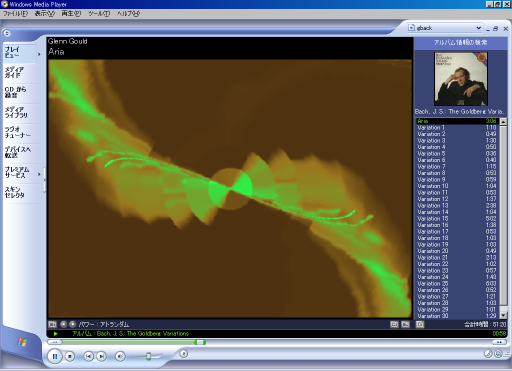 Windows Media Player
ファイル(F) 表示(V) 再生(P) ツール(T) ヘルプ(H)
gback
Glenn Gould
Aria
プレイ
ビュー
メディア
ガイド
CD から
録音
メディア
ライブラリ
ラジオ
チューナー
デバイスへ
転送
プレミアム
サービス
スキン
セレクタ
アルバム情報の検索
Bach, J. S.: The Goldberg Varia...
Aria 3:06
Variation 1 1:10
Variation 2 0:49
Variation 3 1:30
Variation 4 0:50
Variation 5 0:36
Variation 6 0:40
Variation 7 1:15
Variation 8 0:53
Variation 9 0:59
Variation 10 1:04
Variation 11 0:53
Variation 12 1:37
Variation 13 2:38
Variation 14 1:04
Variation 15 5:02
Variation 16 1:38
Variation 17 0:53
Variation 18 1:03
Variation 19 1:03
Variation 20 0:49
Variation 21 2:13
Variation 22 1:02
Variation 23 0:57
Variation 24 1:43
Variation 25 6:03
Variation 26 0:52
Variation 27 1:21
Variation 28 1:03
Variation 29 1:01
Variation 30 1:29
パワー : アトランダム
合計時間 : 51:20
アルバム : Bach, J. S.: The Goldberg Variations
00:58